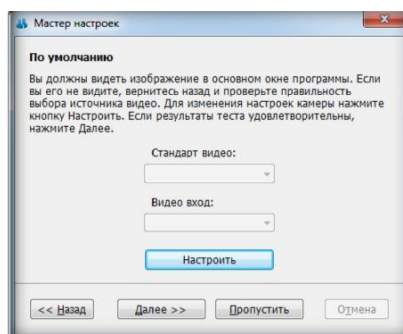 Мастер настроек
По умолчанию
Вы должны видеть изображение в основном окне программы. Если
вы его не видите, вернитесь назад и проверьте правильность
выбора источника видео. Для изменения настроек камеры нажмите
кнопку Настроить. Если результаты теста удовлетворительны,
нажмите Далее.
Стандарт видео:
Видео вход:
Настроить
<< Назад
Далее >>
Пропустить
Отмена